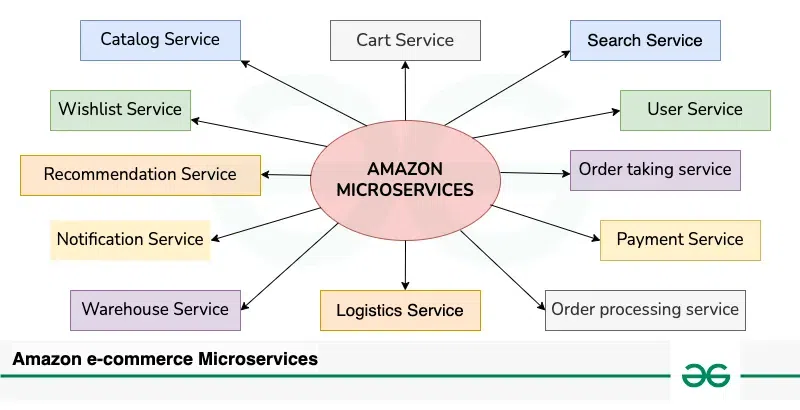 Catalog Service
Cart Service
Search Service
Wishlist Service
User Service
Recommendation Service
AMAZON
MICROSERVICES
Order taking service
Notification Service
Payment Service
Warehouse Service
Logistics Service
Order processing service
Amazon e-commerce Microservices